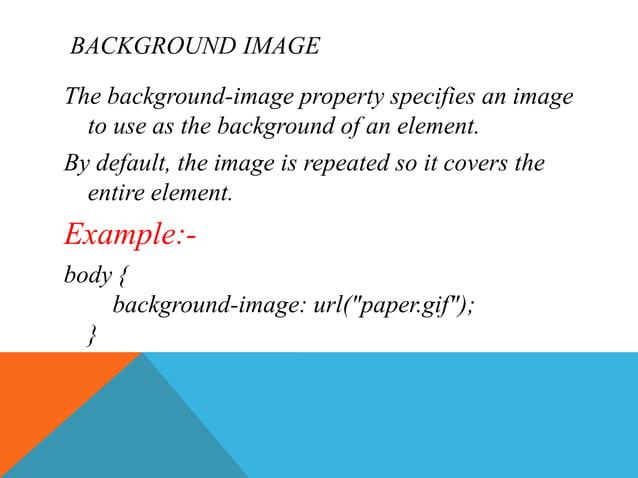 BACKGROUND IMAGE
The background-image property specifies an image
to use as the background of an element.
By default, the image is repeated so it covers the
entire element.
Example:-
body {
background-image: url("paper.gif");
}